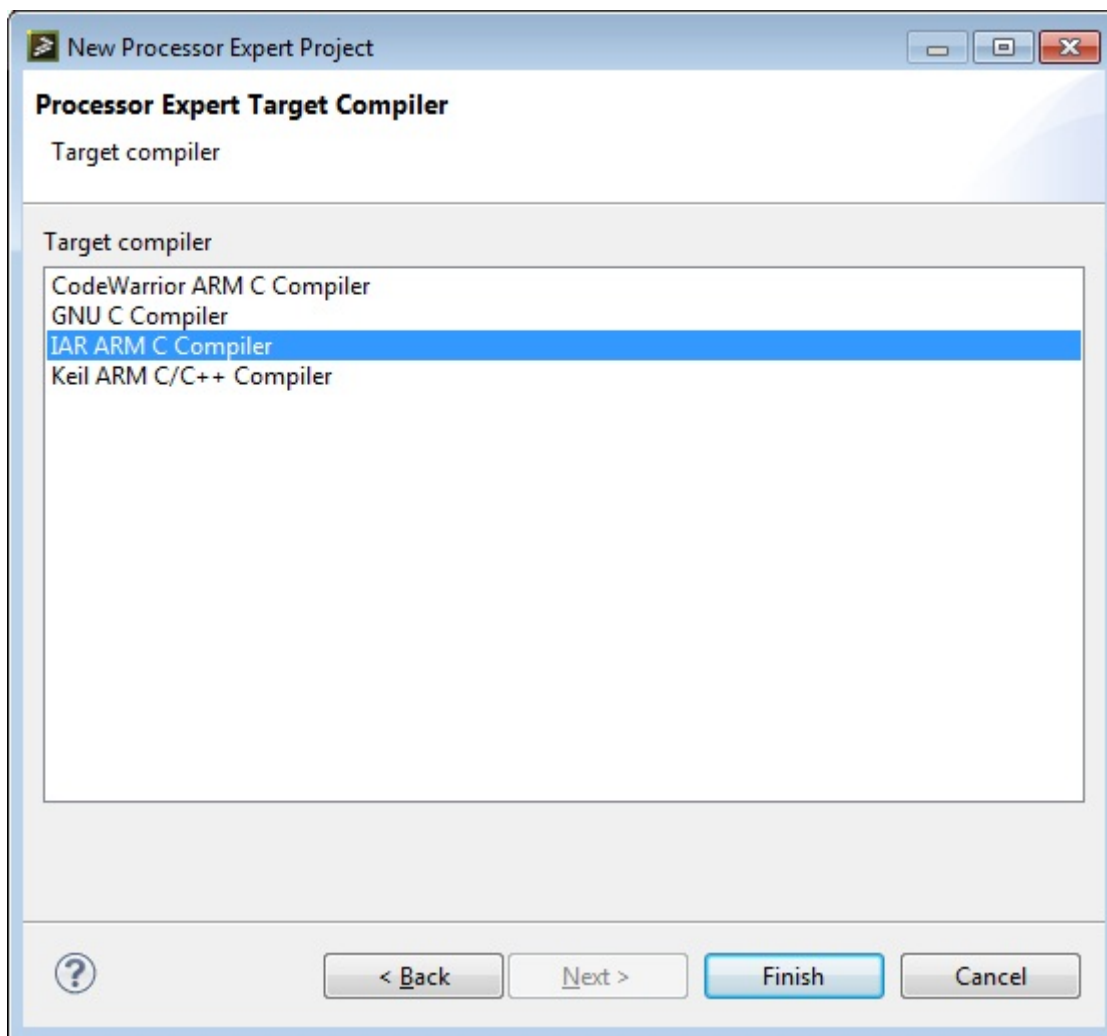 New Processor Expert Project
Processor Expert Target Compiler
Target compiler
Target compiler
CodeWarrior ARM C Compiler
GNU C Compiler
IAR ARM C Compiler
Keil ARM C/C++ Compiler
? < Back Next > Finish Cancel